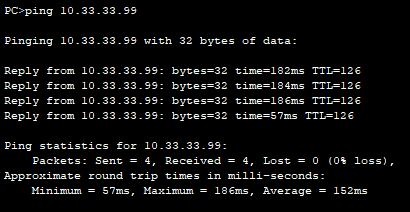 PC>ping 10.33.33.99
Pinging 10.33.33.99 with 32 bytes of data:
Reply from 10.33.33.99: bytes=32 time=182ms TTL=126
Reply from 10.33.33.99: bytes=32 time=184ms TTL=126
Reply from 10.33.33.99: bytes=32 time=186ms TTL=126
Reply from 10.33.33.99: bytes=32 time=57ms TTL=126
Ping statistics for 10.33.33.99:
Packets: Sent = 4, Received = 4, Lost = 0 (0% loss),
Approximate round trip times in milli-seconds:
Minimum = 57ms, Maximum = 186ms, Average = 152ms